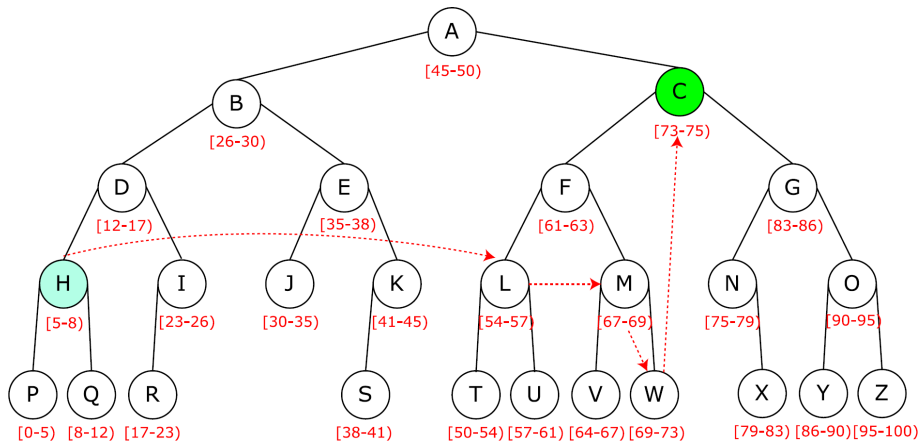 A
[45-50)
B
C
[26-30)
[73-75)
D
E
F
G
[12-17)
[35-38)
[61-63)
[83-86)
H
I
J
K
L
M
N
O
[5-8)
[23-26)
[30-35)
[41-45)
[54-57)
[67-69)
[75-79)
[90-95)
P
Q
R
S
T
U
V
W
X
Y
Z
[0-5)
[8-12)
[17-23)
[38-41)
[50-54)
[57-61)
[64-67)
[69-73)
[79-83)
[86-90)
[95-100)